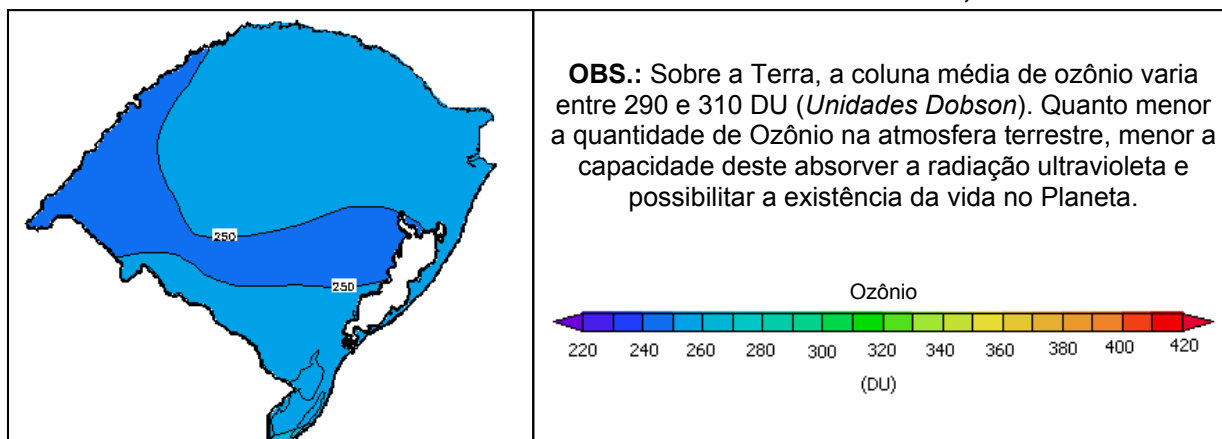 OBS.: Sobre a Terra, a coluna média de ozônio varia
entre 290 e 310 DU (Unidades Dobson). Quanto menor
a quantidade de Ozônio na atmosfera terrestre, menor a
capacidade deste absorver a radiação ultravioleta e
possibilitar a existência da vida no Planeta.
250
250
Ozônio
220 240 260 280 300 320 340 360 380 400 420
(DU)